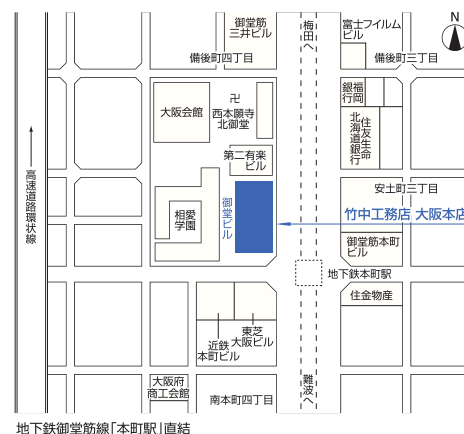 御堂筋
三井ビル
梅田へ
富士フイルム
ビル
N
備後町四丁目
備後町三丁目
大阪会館
卍
西本願寺
北御堂
銀行
福岡
北海道銀行
住友生命
第二有楽
ビル
高速道路環状線
相愛
学園
御堂ビル
安土町三丁目
竹中工務店 大阪本店
御堂筋本町
ビル
地下鉄本町駅
住金物産
近鉄
本町ビル
東芝
大阪ビル
大阪府
商工会館
南本町四丁目
難波へ
地下鉄御堂筋線「本町駅」直結